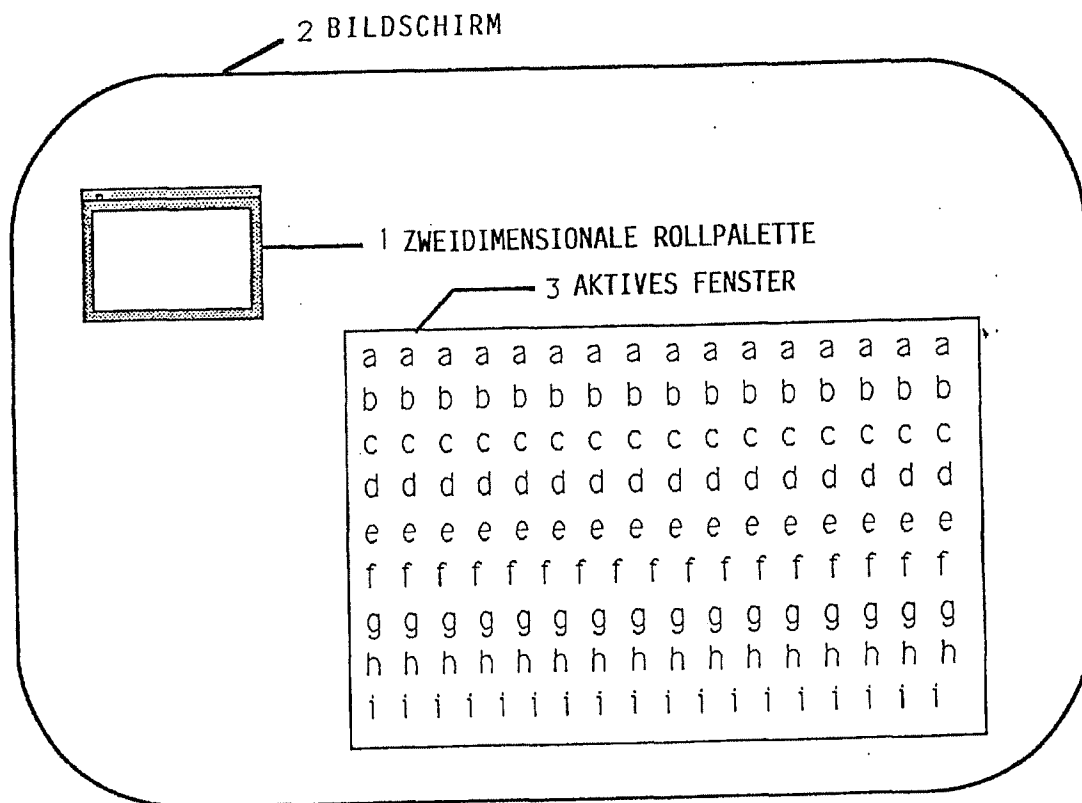 2 BILDSCHIRM
1 ZWEIDIMENSIONALE ROLLPALETTE
3 AKTIVES FENSTER
a a a a a a a a a a a a a a a a
b b b b b b b b b b b b b b b b
c c c c c c c c c c c c c c c c
d d d d d d d d d d d d d d d d
e e e e e e e e e e e e e e e e
f f f f f f f f f f f f f f f f f
g g g g g g g g g g g g g g g g
h h h h h h h h h h h h h h h h
i i i i i i i i i i i i i i i i i i